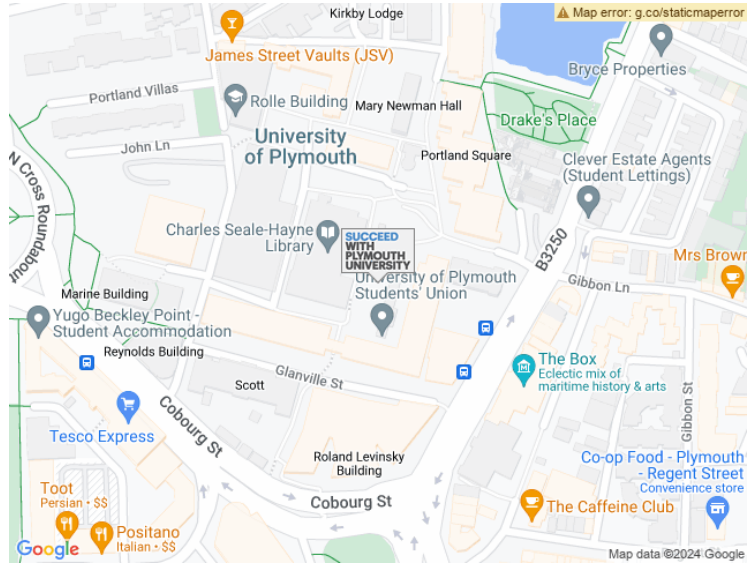 Kirkby Lodge
Map error: g.co/staticmaperror
James Street Vaults (JSV)
Bryce Properties
Portland Villas
Rolle Building
Mary Newman Hall
Drake's Place
University
of Plymouth
John Ln
Portland Square
Clever Estate Agents
(Student Lettings)
N Cross Roundabout
Charles Seale-Hayne
Library
SUCCEED
WITH
PLYMOUTH
UNIVERSITY
B3250
Mrs Brown
University of Plymouth
Students' Union
Gibbon Ln
Marine Building
Yugo Beckley Point -
Student Accommodation
Reynolds Building
The Box
Eclectic mix of
maritime history & arts
Glanville St
Scott
Gibbon St
Tesco Express
Cobourg St
Roland Levinsky
Building
Co-op Food - Plymouth
- Regent Street
Convenience store
Toot
Persian • $$
Cobourg St
The Caffeine Club
Positano
Italian • $$
Google
Map data ©2024 Google